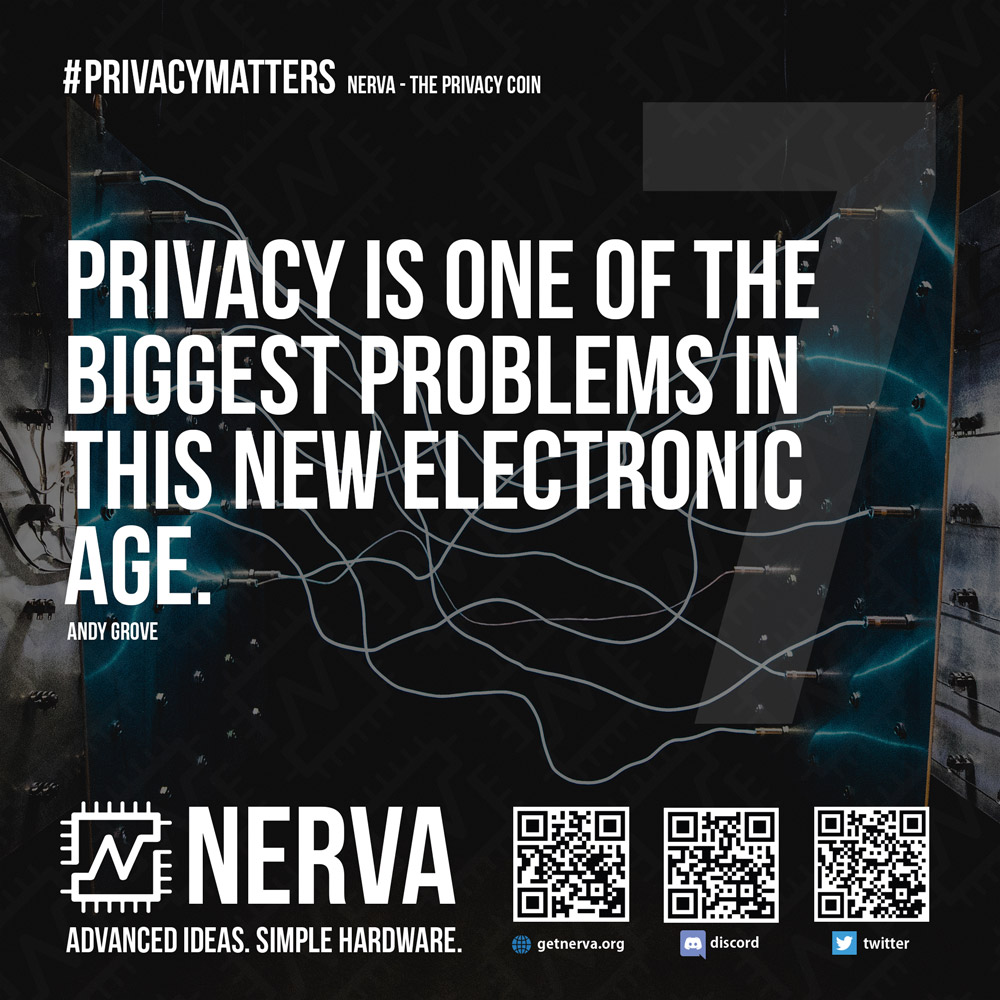 #PRIVACYMATTERS NERVA - THE PRIVACY COIN
7
PRIVACY IS ONE OF THE
BIGGEST PROBLEMS IN
THIS NEW ELECTRONIC
AGE.
ANDY GROVE
NERVA
ADVANCED IDEAS. SIMPLE HARDWARE.
getnerva.org
discord
twitter